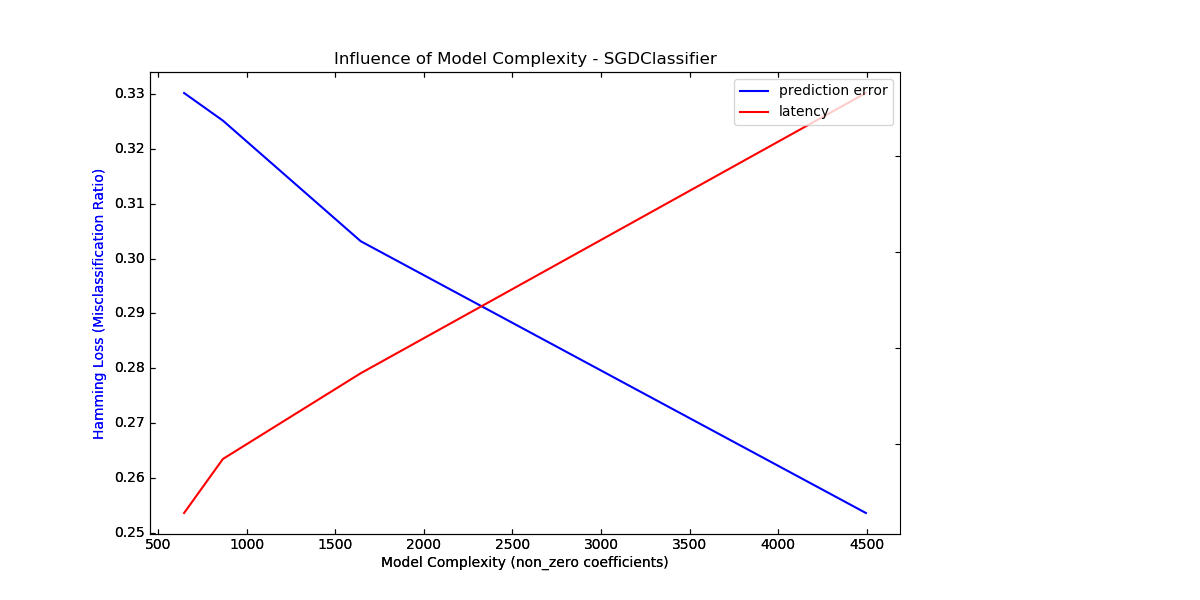 Influence of Model Complexity - SGDClassifier
prediction error
latency
Hamming Loss (Misclassification Ratio)
0.33
0.32
0.31
0.30
0.29
0.28
0.27
0.26
0.25
500 1000 1500 2000 2500 3000 3500 4000 4500
Model Complexity (non_zero coefficients)